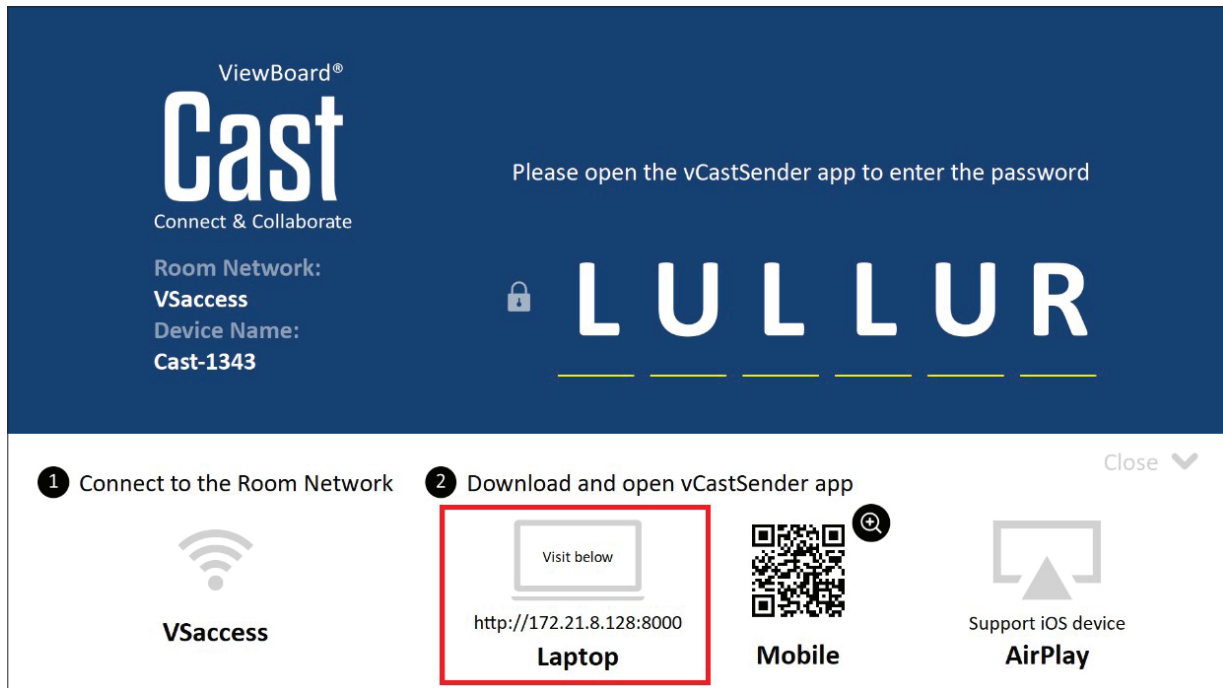 ViewBoard®
Cast
Connect & Collaborate
Room Network:
VSaccess
Device Name:
Cast-1343
Please open the vCastSender app to enter the password
L U L L U R
Close
1 Connect to the Room Network
VSaccess
2 Download and open vCastSender app
Visit below
http://172.21.8.128:8000
Laptop
Mobile
Support iOS device
AirPlay